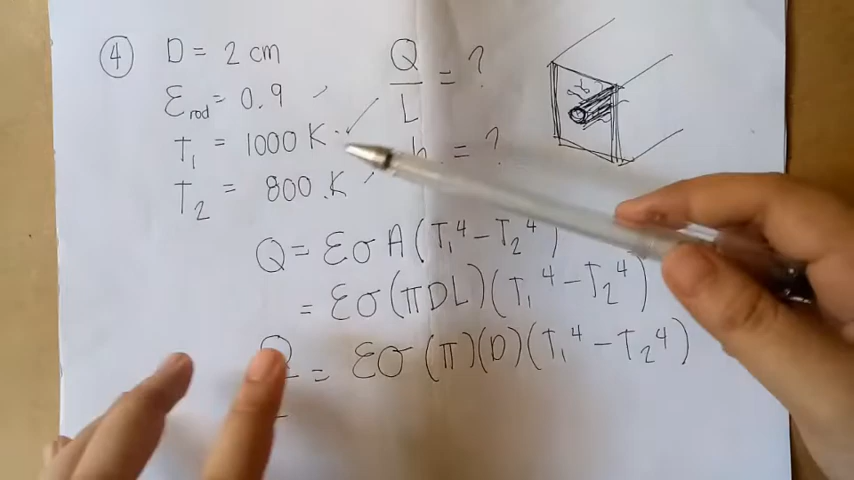 ④ D = 2 cm
Q/L = ?
ε_rod = 0.9
T₁ = 1000 K
= ?
T₂ = 800 K
Q = εσA(T₁⁴ − T₂⁴)
= εσ(πDL)(T₁⁴ − T₂⁴)
= εσ(π)(D)(T₁⁴ − T₂⁴)